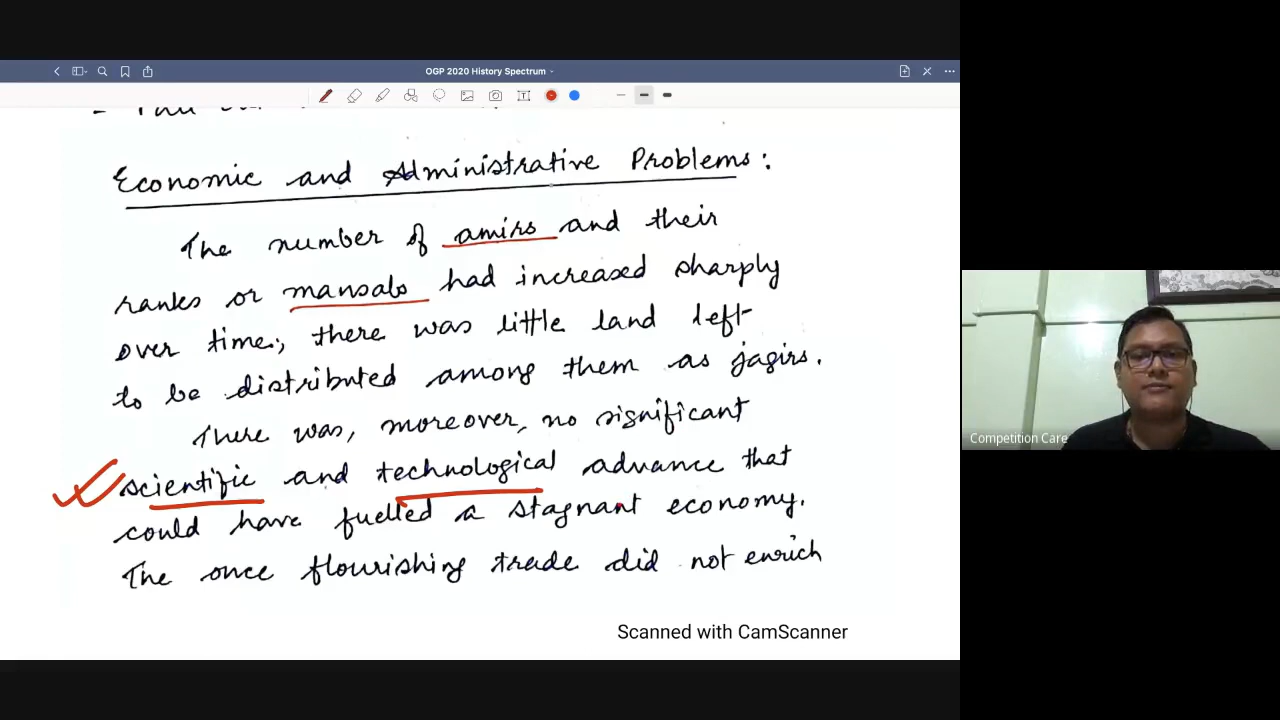 OGP 2020 History Spectrum
Economic and Administrative Problems:
The number of amirs and their
ranks or mansabs had increased sharply
over time; there was little land left
to be distributed among them as jagirs.
There was, moreover, no significant
scientific and technological advance that
could have fuelled a stagnant economy.
The once flourishing trade did not enrich
Scanned with CamScanner
Competition Care